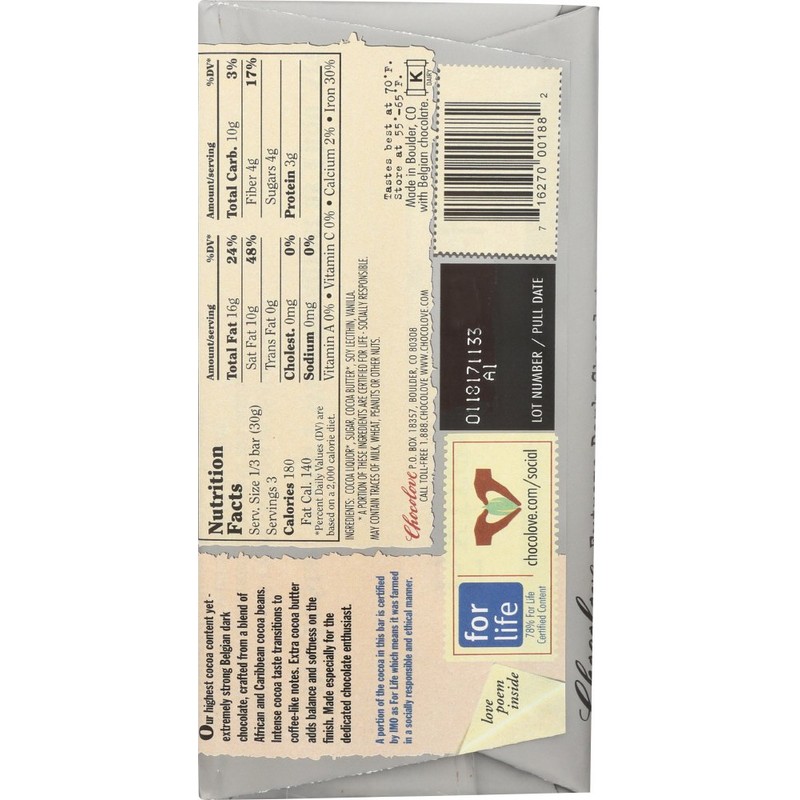 Our highest cocoa content yet -
extremely strong Belgian dark
chocolate, crafted from a blend of
African and Caribbean cocoa beans.
Intense cocoa taste transitions to
coffee-like notes. Extra cocoa butter
adds balance and softness on the
finish. Made especially for the
dedicated chocolate enthusiast.
A portion of the cocoa in this bar is certified
by IMO as For Life which means it was farmed
in a socially responsible and ethical manner.
love
poem
inside
Nutrition
Facts
Serv. Size 1/3 bar (30g)
Servings 3
Calories 180
Fat Cal. 140
*Percent Daily Values (DV) are
based on a 2,000 calorie diet.
Amount/serving %DV*
Total Fat 16g 24%
Sat Fat 10g 48%
Trans Fat 0g
Cholest. 0mg 0%
Sodium 0mg 0%
Amount/serving %DV*
Total Carb. 10g 3%
Fiber 4g 17%
Sugars 4g
Protein 3g
Vitamin A 0% • Vitamin C 0% • Calcium 2% • Iron 30%
INGREDIENTS: COCOA LIQUOR*, SUGAR, COCOA BUTTER*, SOY LECITHIN, VANILLA.
* A PORTION OF THESE INGREDIENTS ARE CERTIFIED FOR LIFE - SOCIALLY RESPONSIBLE.
MAY CONTAIN TRACES OF MILK, WHEAT, PEANUTS OR OTHER NUTS.
Tastes best at 70°F.
Store at 55°-65°F.
Made in Boulder, CO
with Belgian chocolate.
K
DAIRY
Chocolove P.O. BOX 18357, BOULDER, CO 80308
CALL TOLL-FREE 1.888.CHOCOLOVE WWW.CHOCOLOVE.COM
for
life
78% For Life
Certified Content
chocolove.com/social
0118171133
A1
LOT NUMBER / PULL DATE
7 16270 00188 2